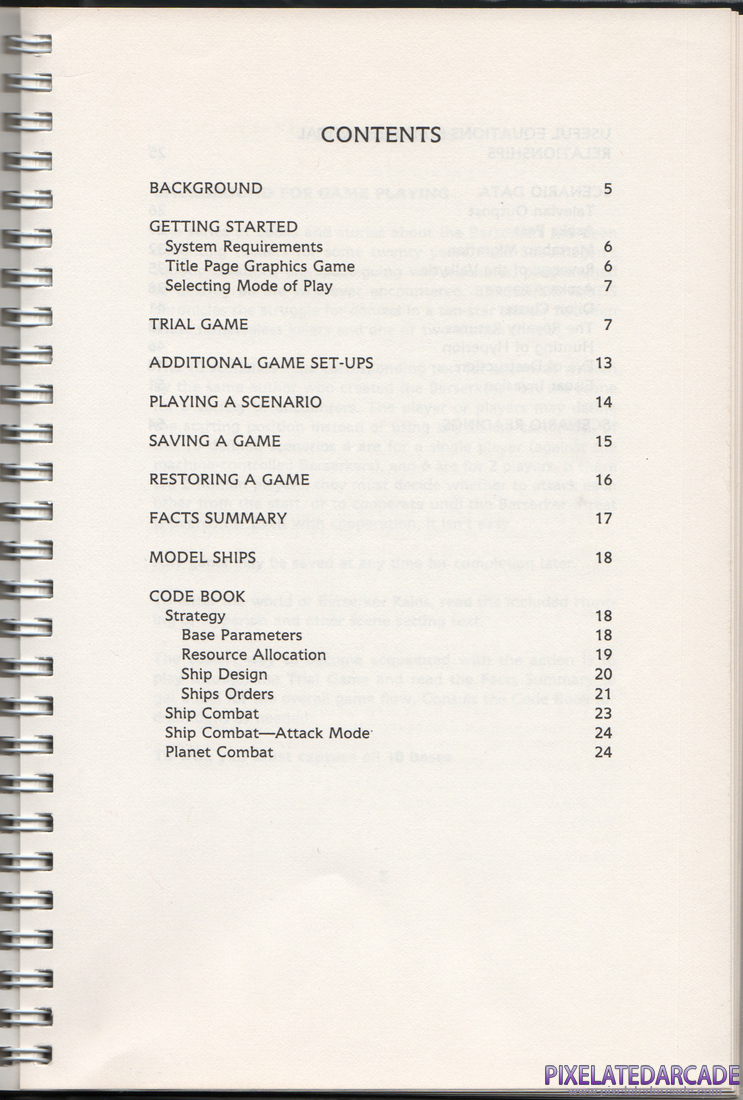 CONTENTS
BACKGROUND 5
GETTING STARTED
System Requirements 6
Title Page Graphics Game 6
Selecting Mode of Play 7
TRIAL GAME 7
ADDITIONAL GAME SET-UPS 13
PLAYING A SCENARIO 14
SAVING A GAME 15
RESTORING A GAME 16
FACTS SUMMARY 17
MODEL SHIPS 18
CODE BOOK
Strategy 18
Base Parameters 18
Resource Allocation 19
Ship Design 20
Ships Orders 21
Ship Combat 23
Ship Combat—Attack Mode 24
Planet Combat 24
PIXELATEDARCADE
www.pixelatedarcade.com